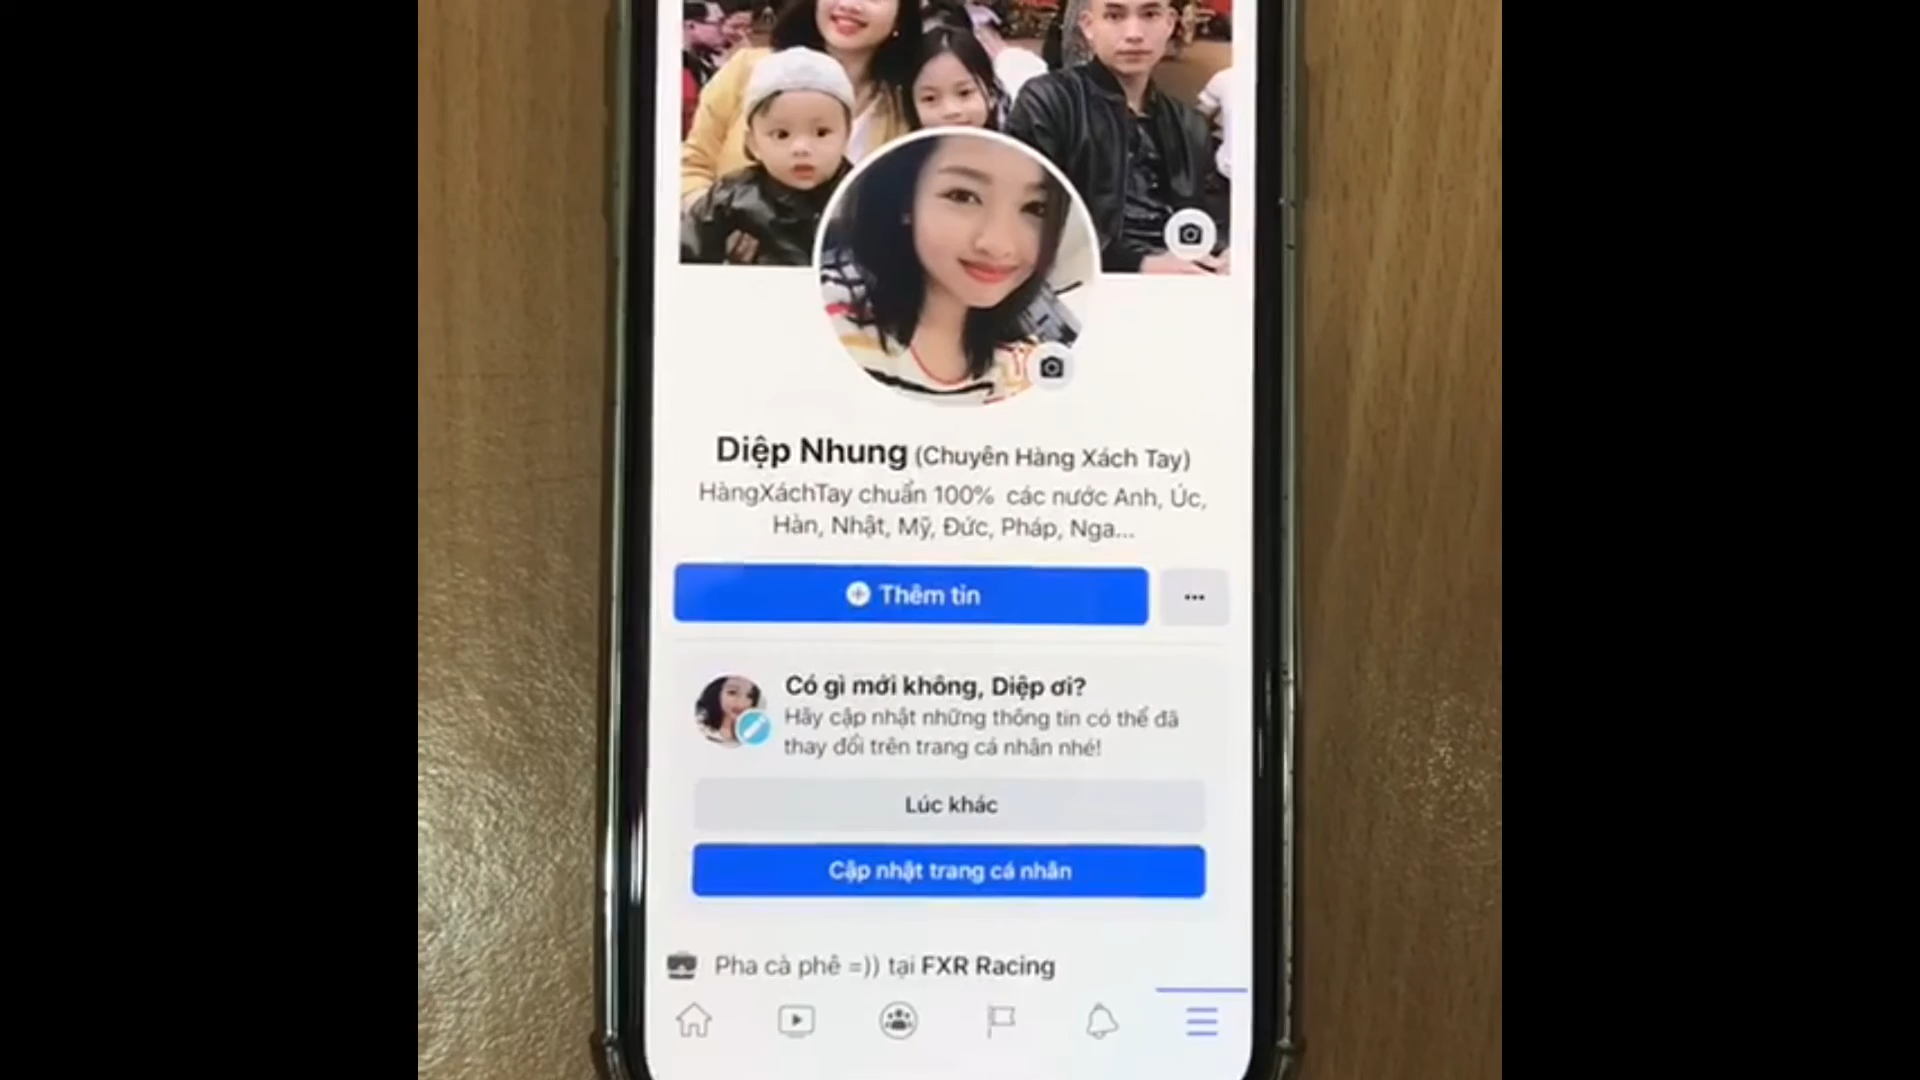 Diệp Nhung (Chuyên Hàng Xách Tay)
HàngXáchTay chuẩn 100% các nước Anh, Úc,
Hàn, Nhật, Mỹ, Đức, Pháp, Nga...
Thêm tin
Có gì mới không, Diệp ơi?
Hãy cập nhật những thông tin có thể đã
thay đổi trên trang cá nhân nhé!
Lúc khác
Cập nhật trang cá nhân
Pha cà phê =)) tại FXR Racing